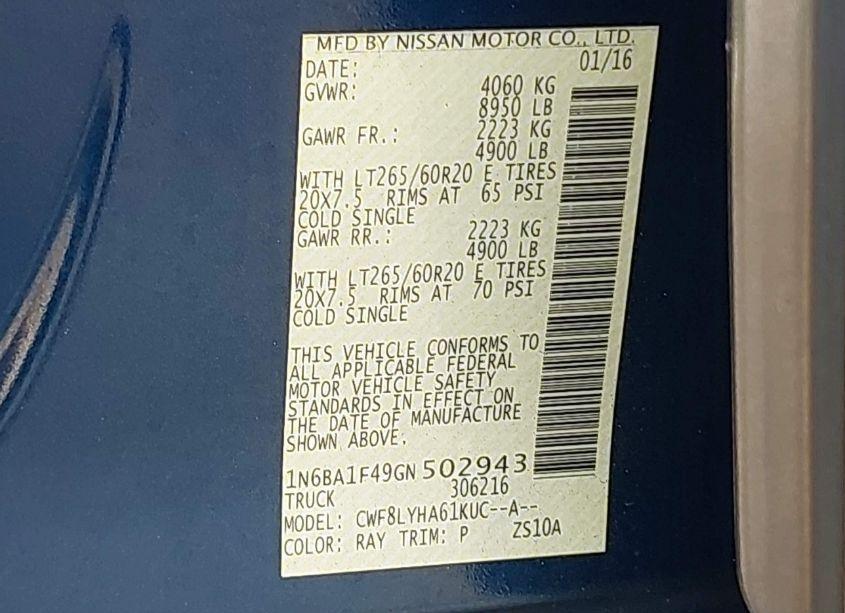 MFD BY NISSAN MOTOR CO., LTD.
DATE: 01/16
GVWR: 4060 KG
8950 LB
GAWR FR.: 2223 KG
4900 LB
WITH LT265/60R20 E TIRES
20X7.5 RIMS AT 65 PSI
COLD SINGLE
GAWR RR.: 2223 KG
4900 LB
WITH LT265/60R20 E TIRES
20X7.5 RIMS AT 70 PSI
COLD SINGLE
THIS VEHICLE CONFORMS TO
ALL APPLICABLE FEDERAL
MOTOR VEHICLE SAFETY
STANDARDS IN EFFECT ON
THE DATE OF MANUFACTURE
SHOWN ABOVE.
1N6BA1F49GN502943
TRUCK 306216
MODEL: CWF8LYHA61KUC--A--
COLOR: RAY TRIM: P ZS10A